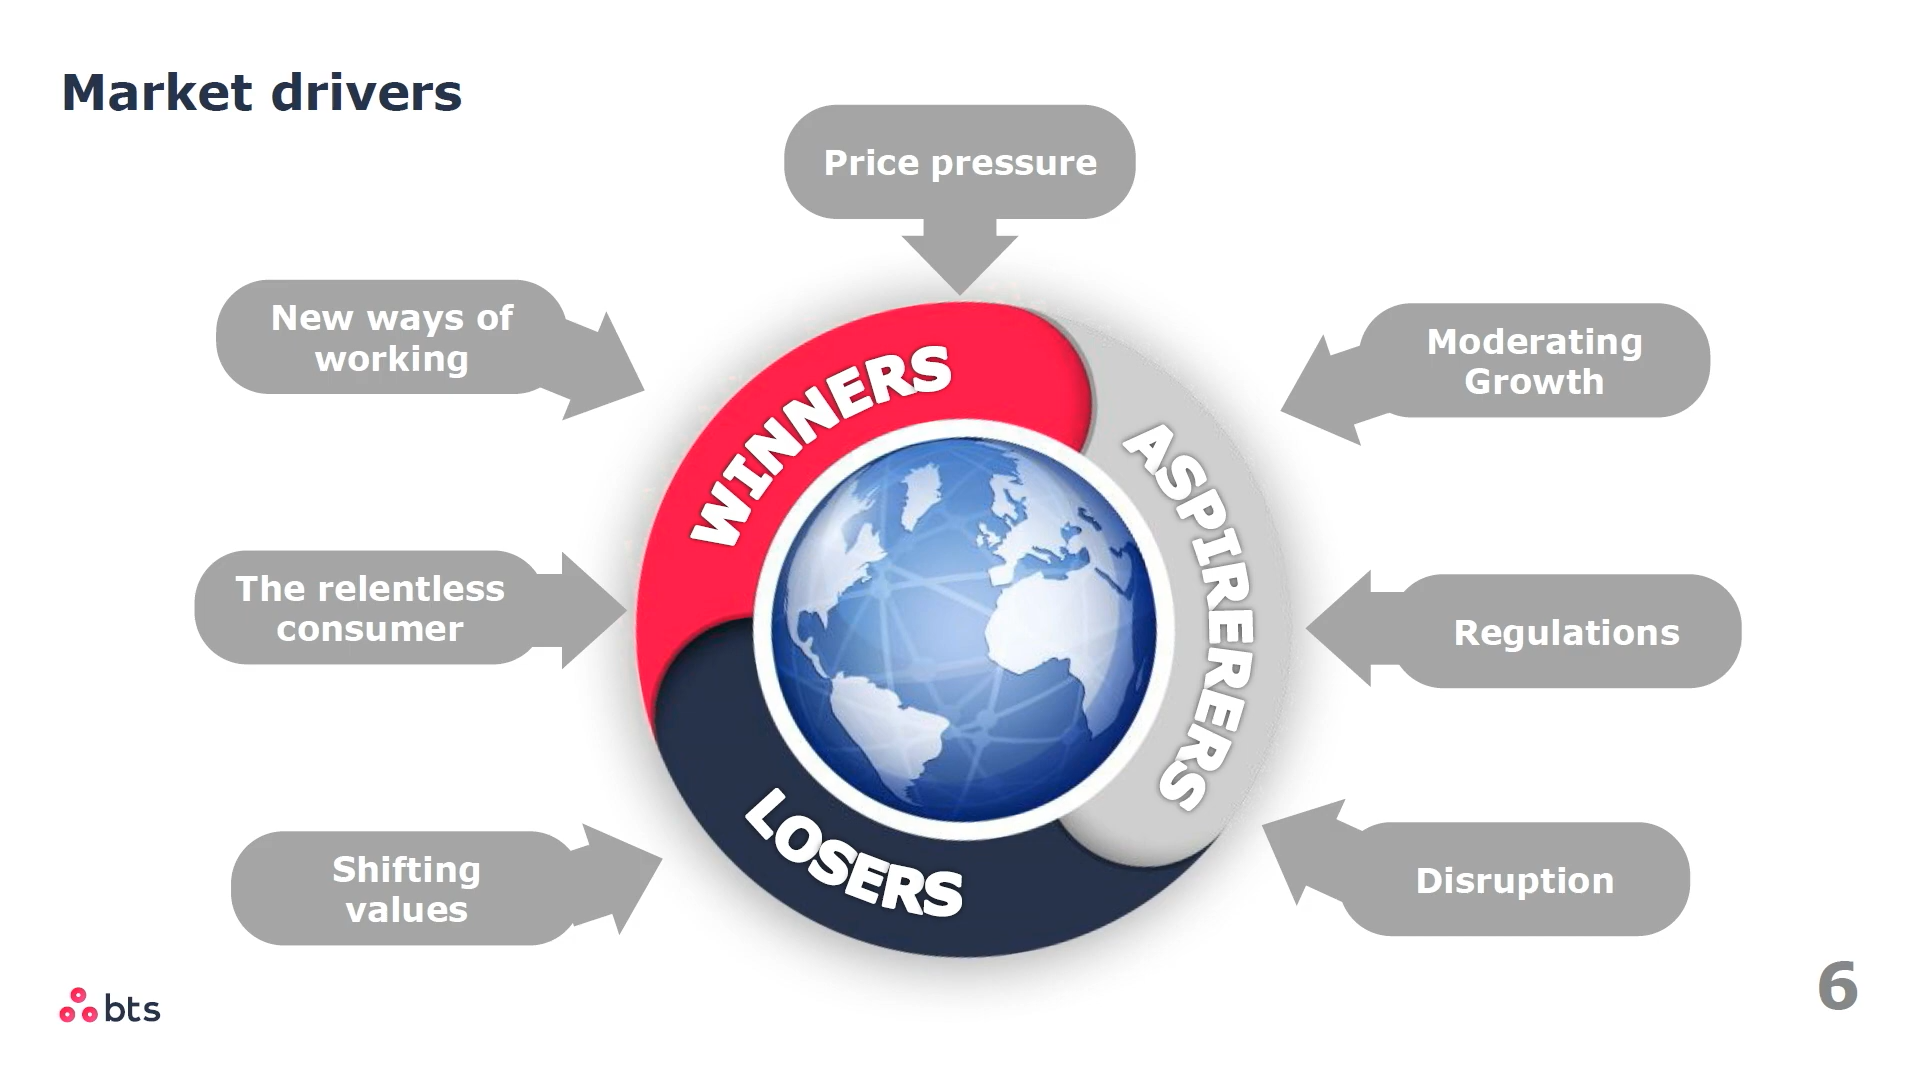 Market drivers
Price pressure
New ways of
working
Moderating
Growth
WINNERS
ASPIRERERS
The relentless
consumer
Regulations
LOSERS
Shifting
values
Disruption
bts
6